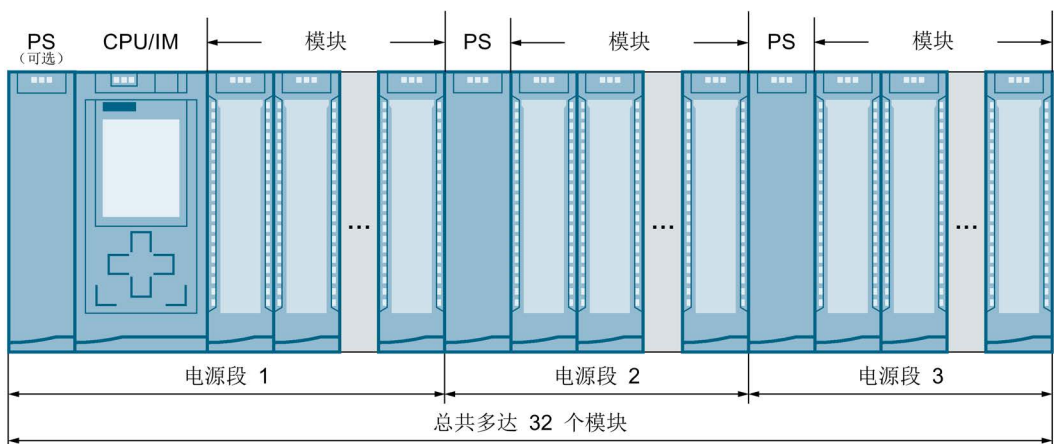 PS CPU/IM 模块 PS 模块 PS 模块
(可选)
... ... ...
电源段 1 电源段 2 电源段 3
总共多达 32 个模块